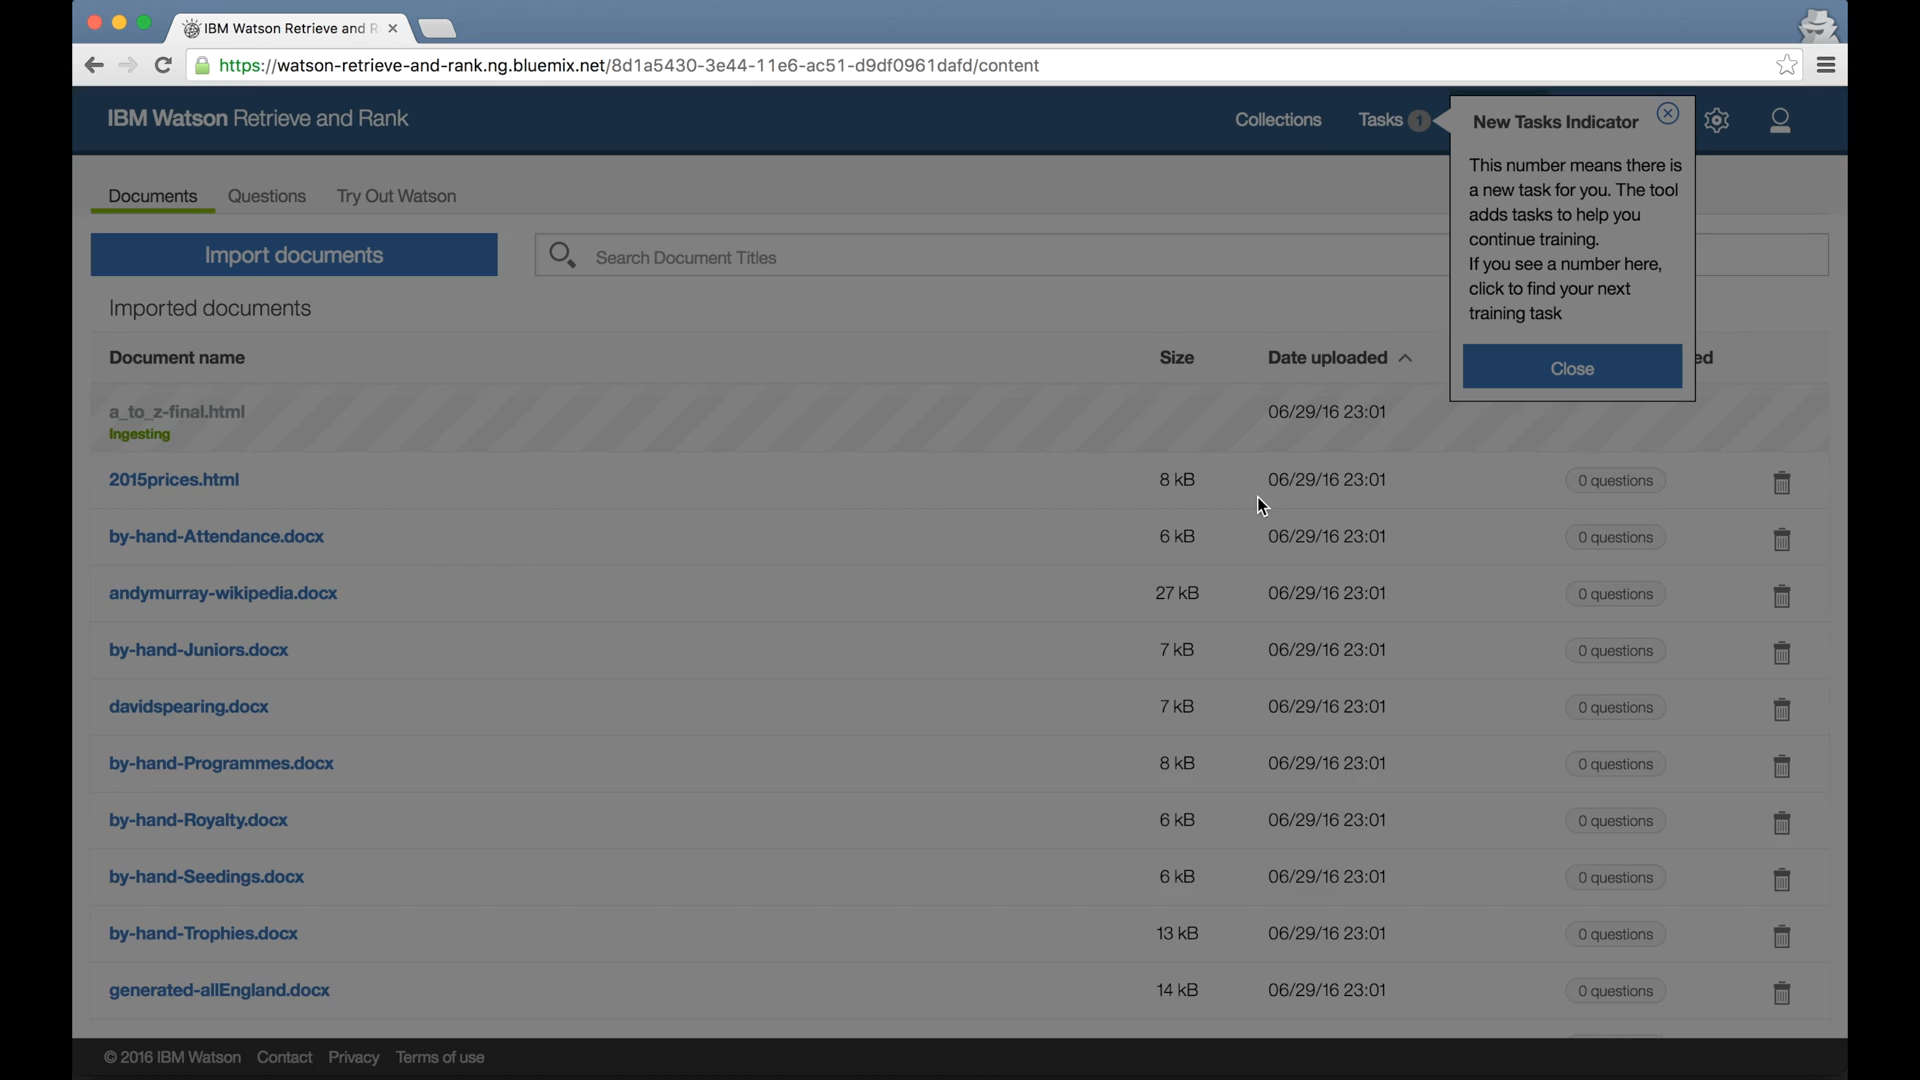 IBM Watson Retrieve and R
https://watson-retrieve-and-rank.ng.bluemix.net/8d1a5430-3e44-11e6-ac51-d9df0961dafd/content
IBM Watson Retrieve and Rank
Collections
Tasks 1
New Tasks Indicator
This number means there is
a new task for you. The tool
adds tasks to help you
continue training.
If you see a number here,
click to find your next
training task
Close
Documents Questions Try Out Watson
Import documents
Search Document Titles
Imported documents
Document name Size Date uploaded ed
a_to_z-final.html 06/29/16 23:01
Ingesting
2015prices.html 8 kB 06/29/16 23:01 0 questions
by-hand-Attendance.docx 6 kB 06/29/16 23:01 0 questions
andymurray-wikipedia.docx 27 kB 06/29/16 23:01 0 questions
by-hand-Juniors.docx 7 kB 06/29/16 23:01 0 questions
davidspearing.docx 7 kB 06/29/16 23:01 0 questions
by-hand-Programmes.docx 8 kB 06/29/16 23:01 0 questions
by-hand-Royalty.docx 6 kB 06/29/16 23:01 0 questions
by-hand-Seedings.docx 6 kB 06/29/16 23:01 0 questions
by-hand-Trophies.docx 13 kB 06/29/16 23:01 0 questions
generated-allEngland.docx 14 kB 06/29/16 23:01 0 questions
© 2016 IBM Watson Contact Privacy Terms of use